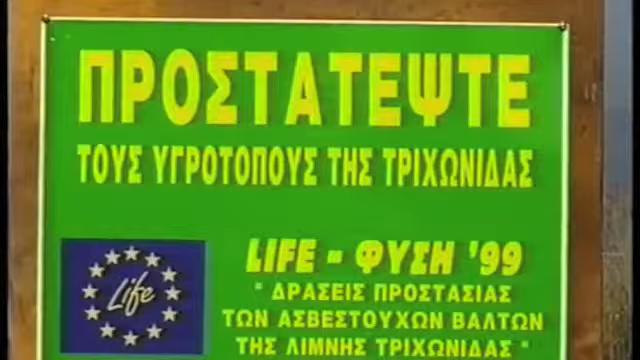 ΠΡΟΣΤΑΤΕΨΤΕ
ΤΟΥΣ ΥΓΡΟΤΟΠΟΥΣ ΤΗΣ ΤΡΙΧΩΝΙΔΑΣ
LIFE - ΦΥΣΗ '99
" ΔΡΑΣΕΙΣ ΠΡΟΣΤΑΣΙΑΣ
ΤΩΝ ΑΣΒΕΣΤΟΥΧΩΝ ΒΑΛΤΩΝ
ΤΗΣ ΛΙΜΝΗΣ ΤΡΙΧΩΝΙΔΑΣ "
Life